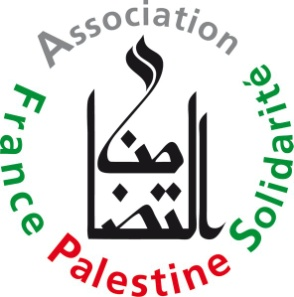 Association
France Palestine Solidarité
التضامن